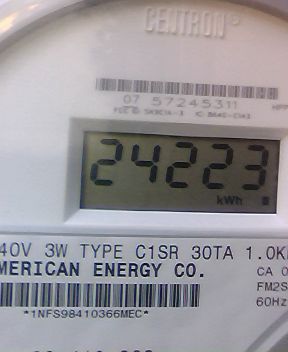 CENTRON®
07 57245311
24223
kWh
40V 3W TYPE C1SR 30TA 1.0K
MERICAN ENERGY CO.
CA 0
FM2S
60Hz
*1NFS98410366MEC*